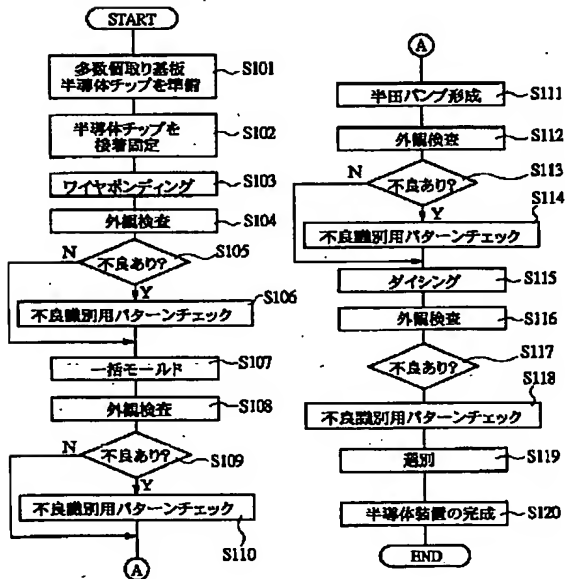 START
多数個取り基板
半導体チップを準備
S101
半導体チップを
接着固定
S102
ワイヤボンディング
S103
外観検査
S104
不良あり?
S105
N
Y
不良識別用パターンチェック
S106
一括モールド
S107
外観検査
S108
不良あり?
S109
N
Y
不良識別用パターンチェック
S110
A
A
半田バンプ形成
S111
外観検査
S112
不良あり?
S113
N
Y
不良識別用パターンチェック
S114
ダイシング
S115
外観検査
S116
不良あり?
S117
不良識別用パターンチェック
S118
選別
S119
半導体装置の完成
S120
END